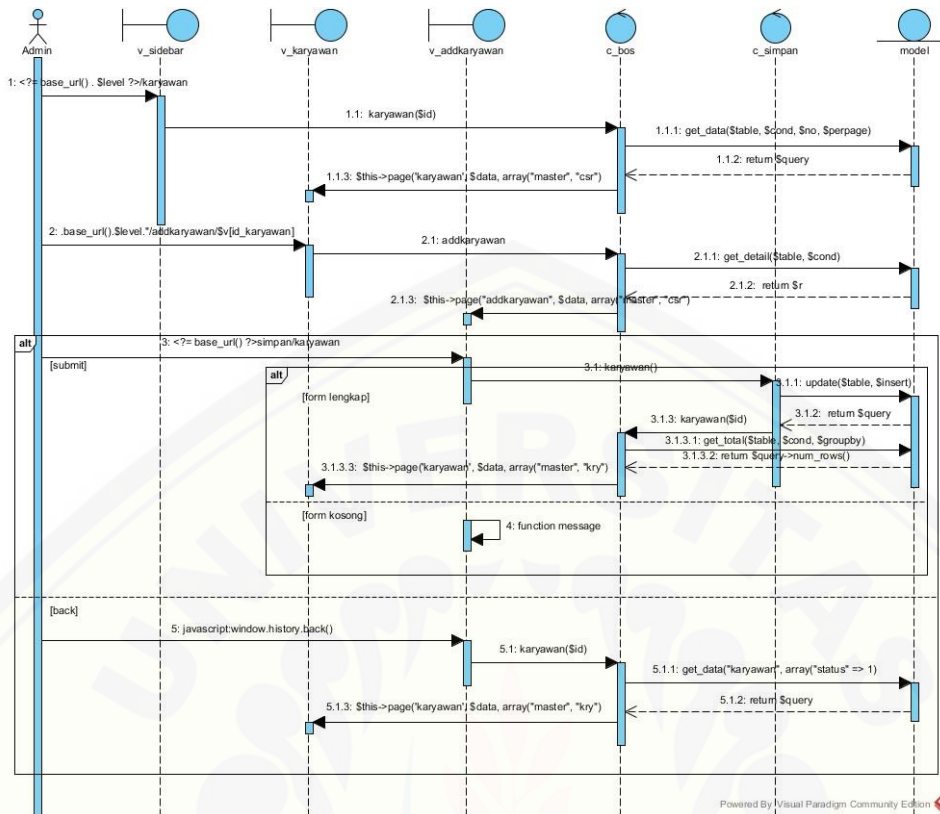 Admin
v_sidebar
v_karyawan
v_addkaryawan
c_bos
c_simpan
model
1: <?= base_url() . $level ?>/karyawan
1.1: karyawan($id)
1.1.1: get_data($table, $cond, $no, $perpage)
1.1.2: return $query
1.1.3: $this->page('karyawan', $data, array("master", "csr")
2: .base_url().$level."/addkaryawan/$v[id_karyawan]
2.1: addkaryawan
2.1.1: get_detail($table, $cond)
2.1.2: return $r
2.1.3: $this->page("addkaryawan", $data, array("master", "csr")
alt
3: <?= base_url() ?>simpan/karyawan
[submit]
alt
3.1: karyawan()
[form lengkap]
3.1.1: update($table, $insert)
3.1.2: return $query
3.1.3: karyawan($id)
3.1.3.1: get_total($table, $cond, $groupby)
3.1.3.2: return $query->num_rows()
3.1.3.3: $this->page('karyawan', $data, array("master", "kry")
[form kosong]
4: function message
[back]
5: javascript:window.history.back()
5.1: karyawan($id)
5.1.1: get_data("karyawan", array("status" => 1)
5.1.2: return $query
5.1.3: $this->page('karyawan', $data, array("master", "kry")
UNIVERSITAS
Powered By Visual Paradigm Community Edition